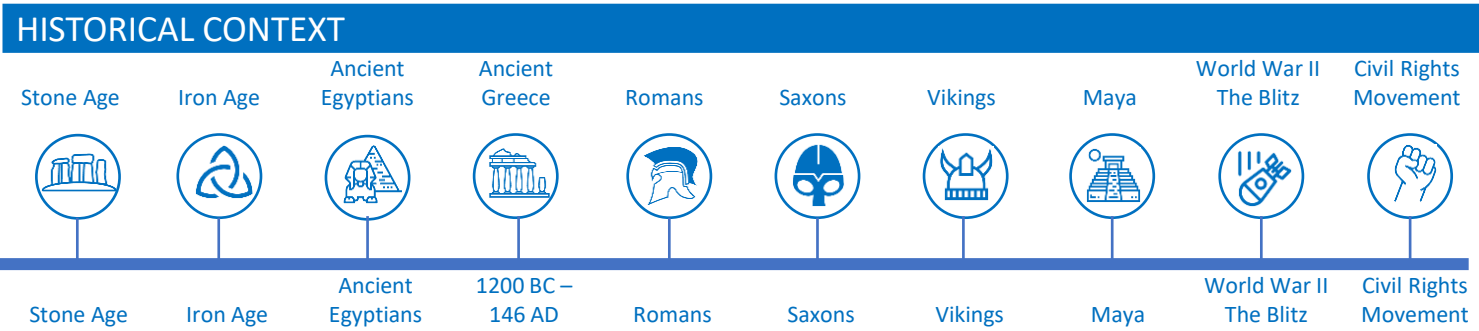 HISTORICAL CONTEXT
Stone Age
Iron Age
Ancient
Egyptians
Ancient
Greece
Romans
Saxons
Vikings
Maya
World War II
The Blitz
Civil Rights
Movement
Stone Age
Iron Age
Ancient
Egyptians
1200 BC –
146 AD
Romans
Saxons
Vikings
Maya
World War II
The Blitz
Civil Rights
Movement